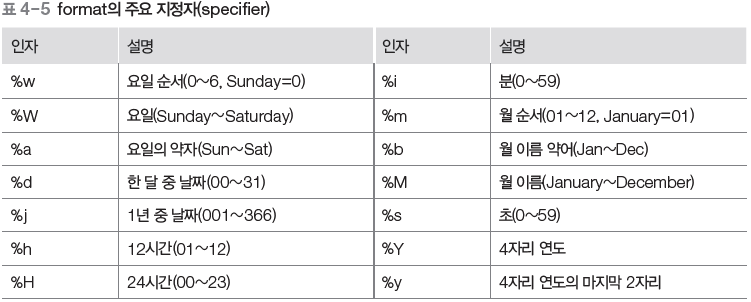 표 4-5 format의 주요 지정자(specifier)
인자 설명 인자 설명
%w 요일 순서(0~6, Sunday=0) %i 분(0~59)
%W 요일(Sunday~Saturday) %m 월 순서(01~12, January=01)
%a 요일의 약자(Sun~Sat) %b 월 이름 약어(Jan~Dec)
%d 한 달 중 날짜(00~31) %M 월 이름(January~December)
%j 1년 중 날짜(001~366) %s 초(0~59)
%h 12시간(01~12) %Y 4자리 연도
%H 24시간(00~23) %y 4자리 연도의 마지막 2자리